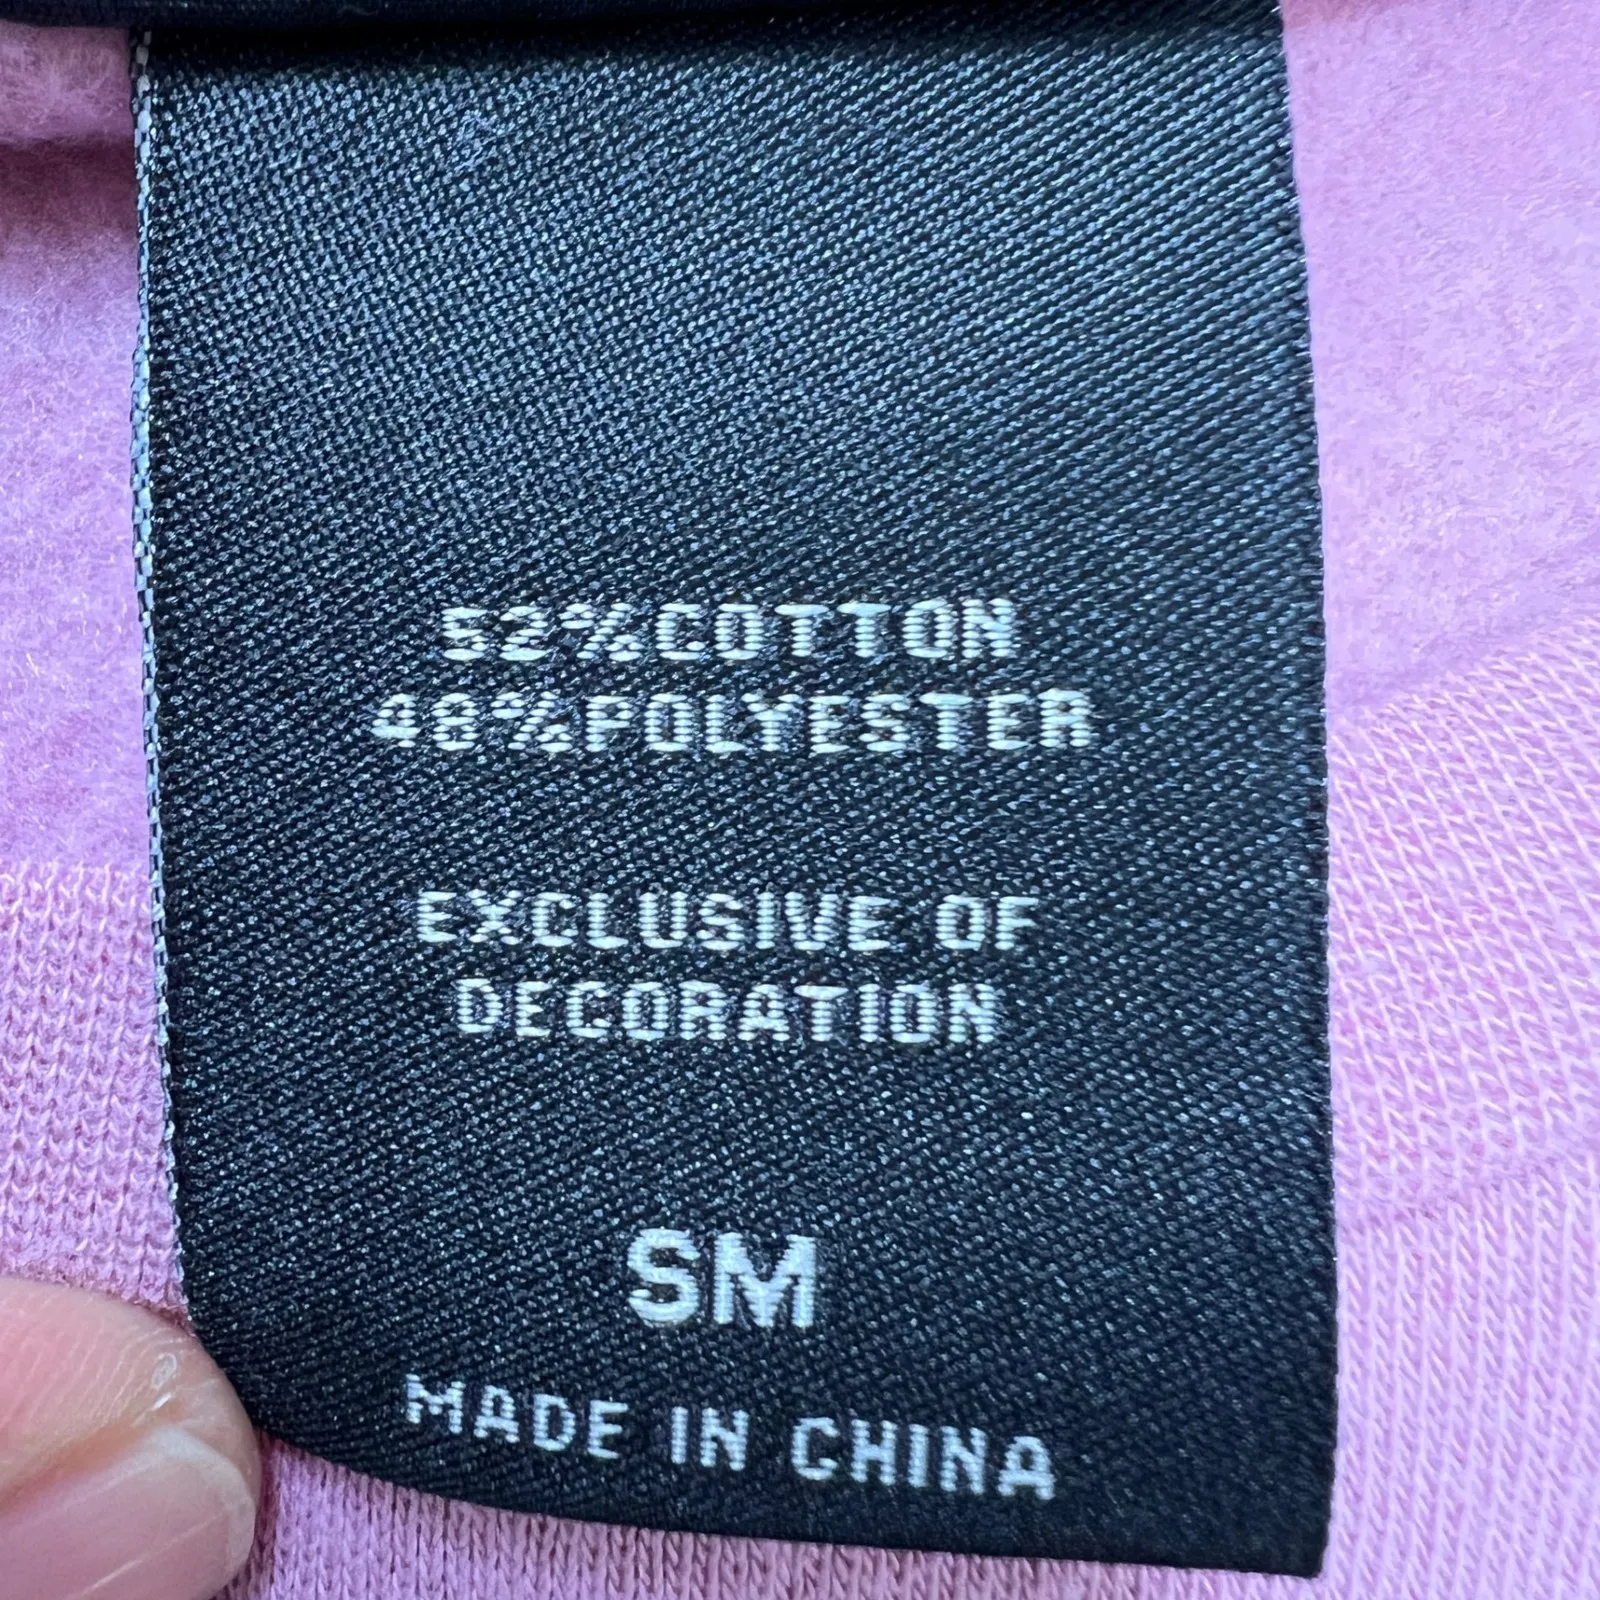 52%COTTON
48%POLYESTER
EXCLUSIVE OF
DECORATION
SM
MADE IN CHINA